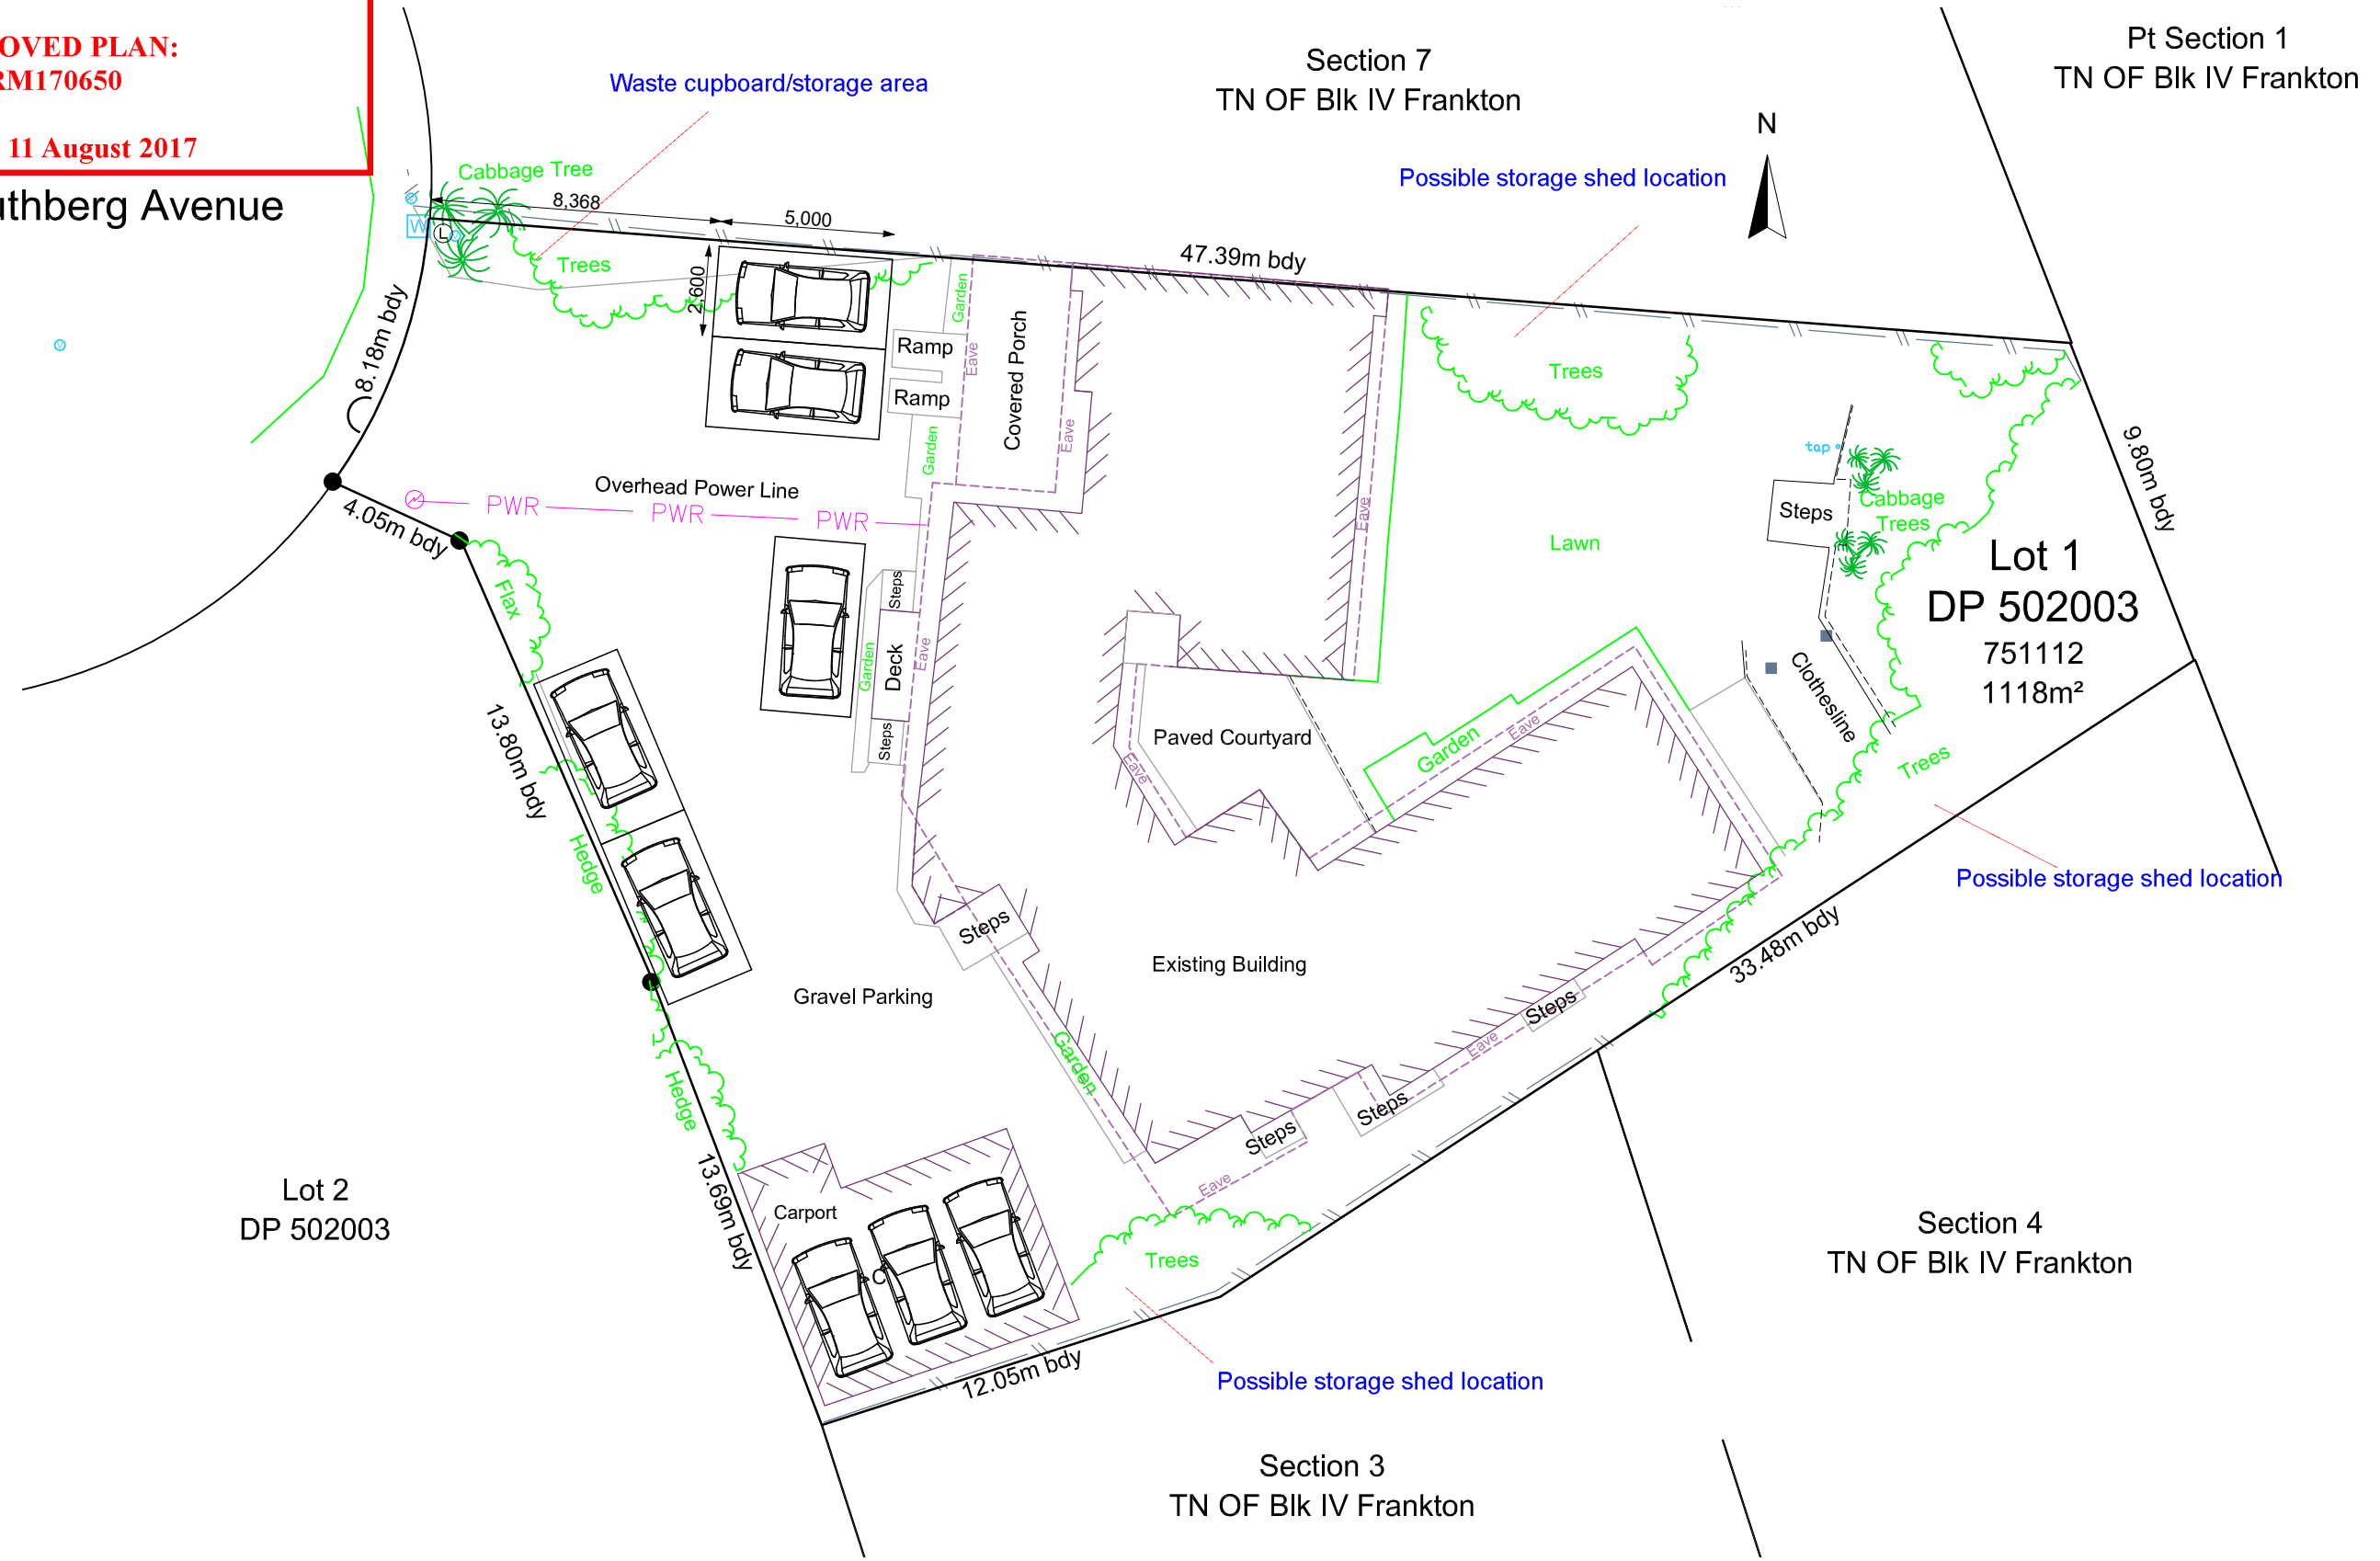 OVED PLAN:
RM170650
11 August 2017
uthberg Avenue
Waste cupboard/storage area
Section 7
TN OF Blk IV Frankton
Pt Section 1
TN OF Blk IV Frankton
N
Possible storage shed location
Cabbage Tree
8,368
5,000
W
L
Trees
2,600
47.39m bdy
8.18m bdy
Garden
Ramp
Ramp
Eave
Covered Porch
Eave
Garden
Trees
tap
Steps
Cabbage
Trees
9.80m bdy
Overhead Power Line
PWR
PWR
PWR
4.05m bdy
Eave
Lawn
Lot 1
DP 502003
751112
1118m²
Flax
Steps
Garden
Deck
Eave
Steps
Clothesline
Paved Courtyard
Eave
Garden
Eave
Trees
13.80m bdy
Hedge
Possible storage shed location
Steps
33.48m bdy
Existing Building
Gravel Parking
Steps
Eave
Garden
Hedge
Steps
Steps
Eave
13.69m bdy
Carport
C
Trees
Lot 2
DP 502003
Section 4
TN OF Blk IV Frankton
12.05m bdy
Possible storage shed location
Section 3
TN OF Blk IV Frankton